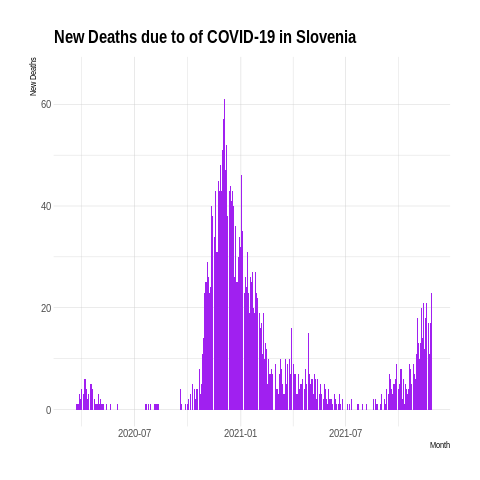 New Deaths due to of COVID-19 in Slovenia
New Deaths
60
40
20
0
2020-07
2021-01
2021-07
Month